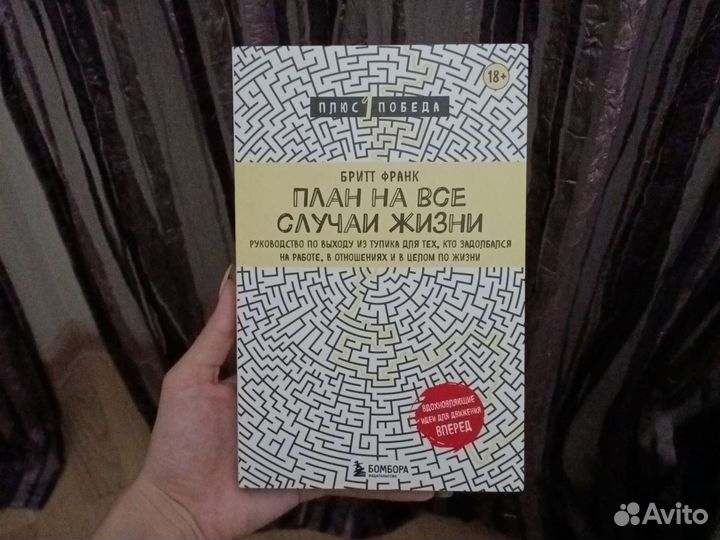 18+
ПЛЮС 1 ПОБЕДА
БРИТТ ФРАНК
ПЛАН НА ВСЕ
СЛУЧАИ ЖИЗНИ
РУКОВОДСТВО ПО ВЫХОДУ ИЗ ТУПИКА ДЛЯ ТЕХ, КТО ЗАДОЛБАЛСЯ
НА РАБОТЕ, В ОТНОШЕНИЯХ И В ЦЕЛОМ ПО ЖИЗНИ
ВДОХНОВЛЯЮЩИЕ
ИДЕИ ДЛЯ ДВИЖЕНИЯ
ВПЕРЕД
БОМБОРА
ИЗДАТЕЛЬСТВО
Avito